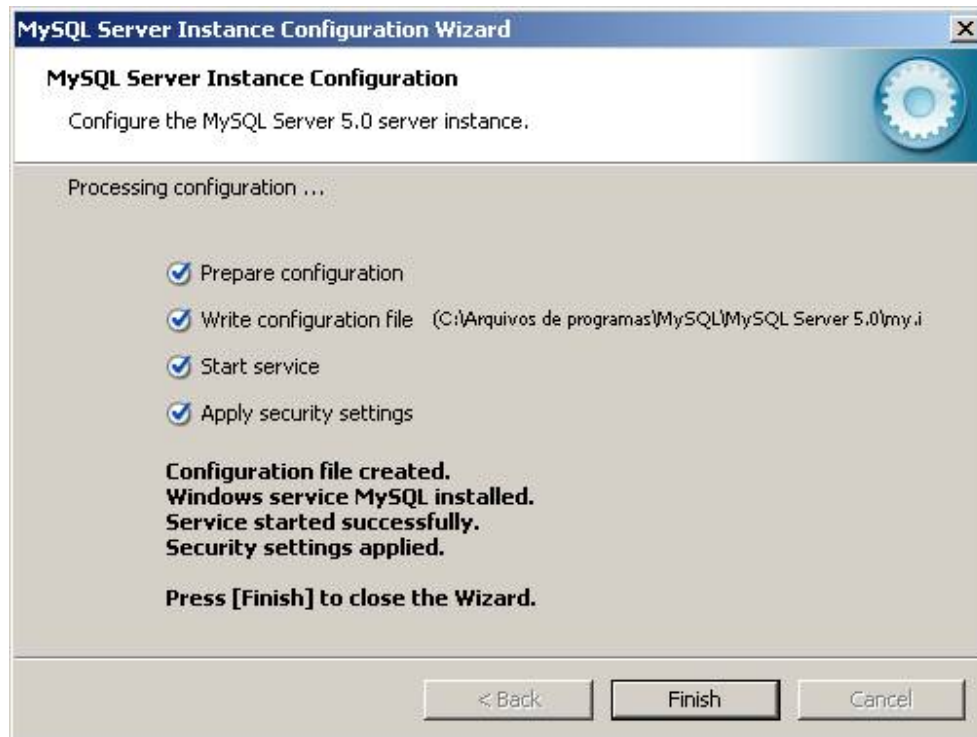 MySQL Server Instance Configuration Wizard
MySQL Server Instance Configuration
Configure the MySQL Server 5.0 server instance.
Processing configuration ...
Prepare configuration
Write configuration file (C:\Arquivos de programas\MySQL\MySQL Server 5.0\my.i
Start service
Apply security settings
Configuration file created.
Windows service MySQL installed.
Service started successfully.
Security settings applied.
Press [Finish] to close the Wizard.
< Back Finish Cancel